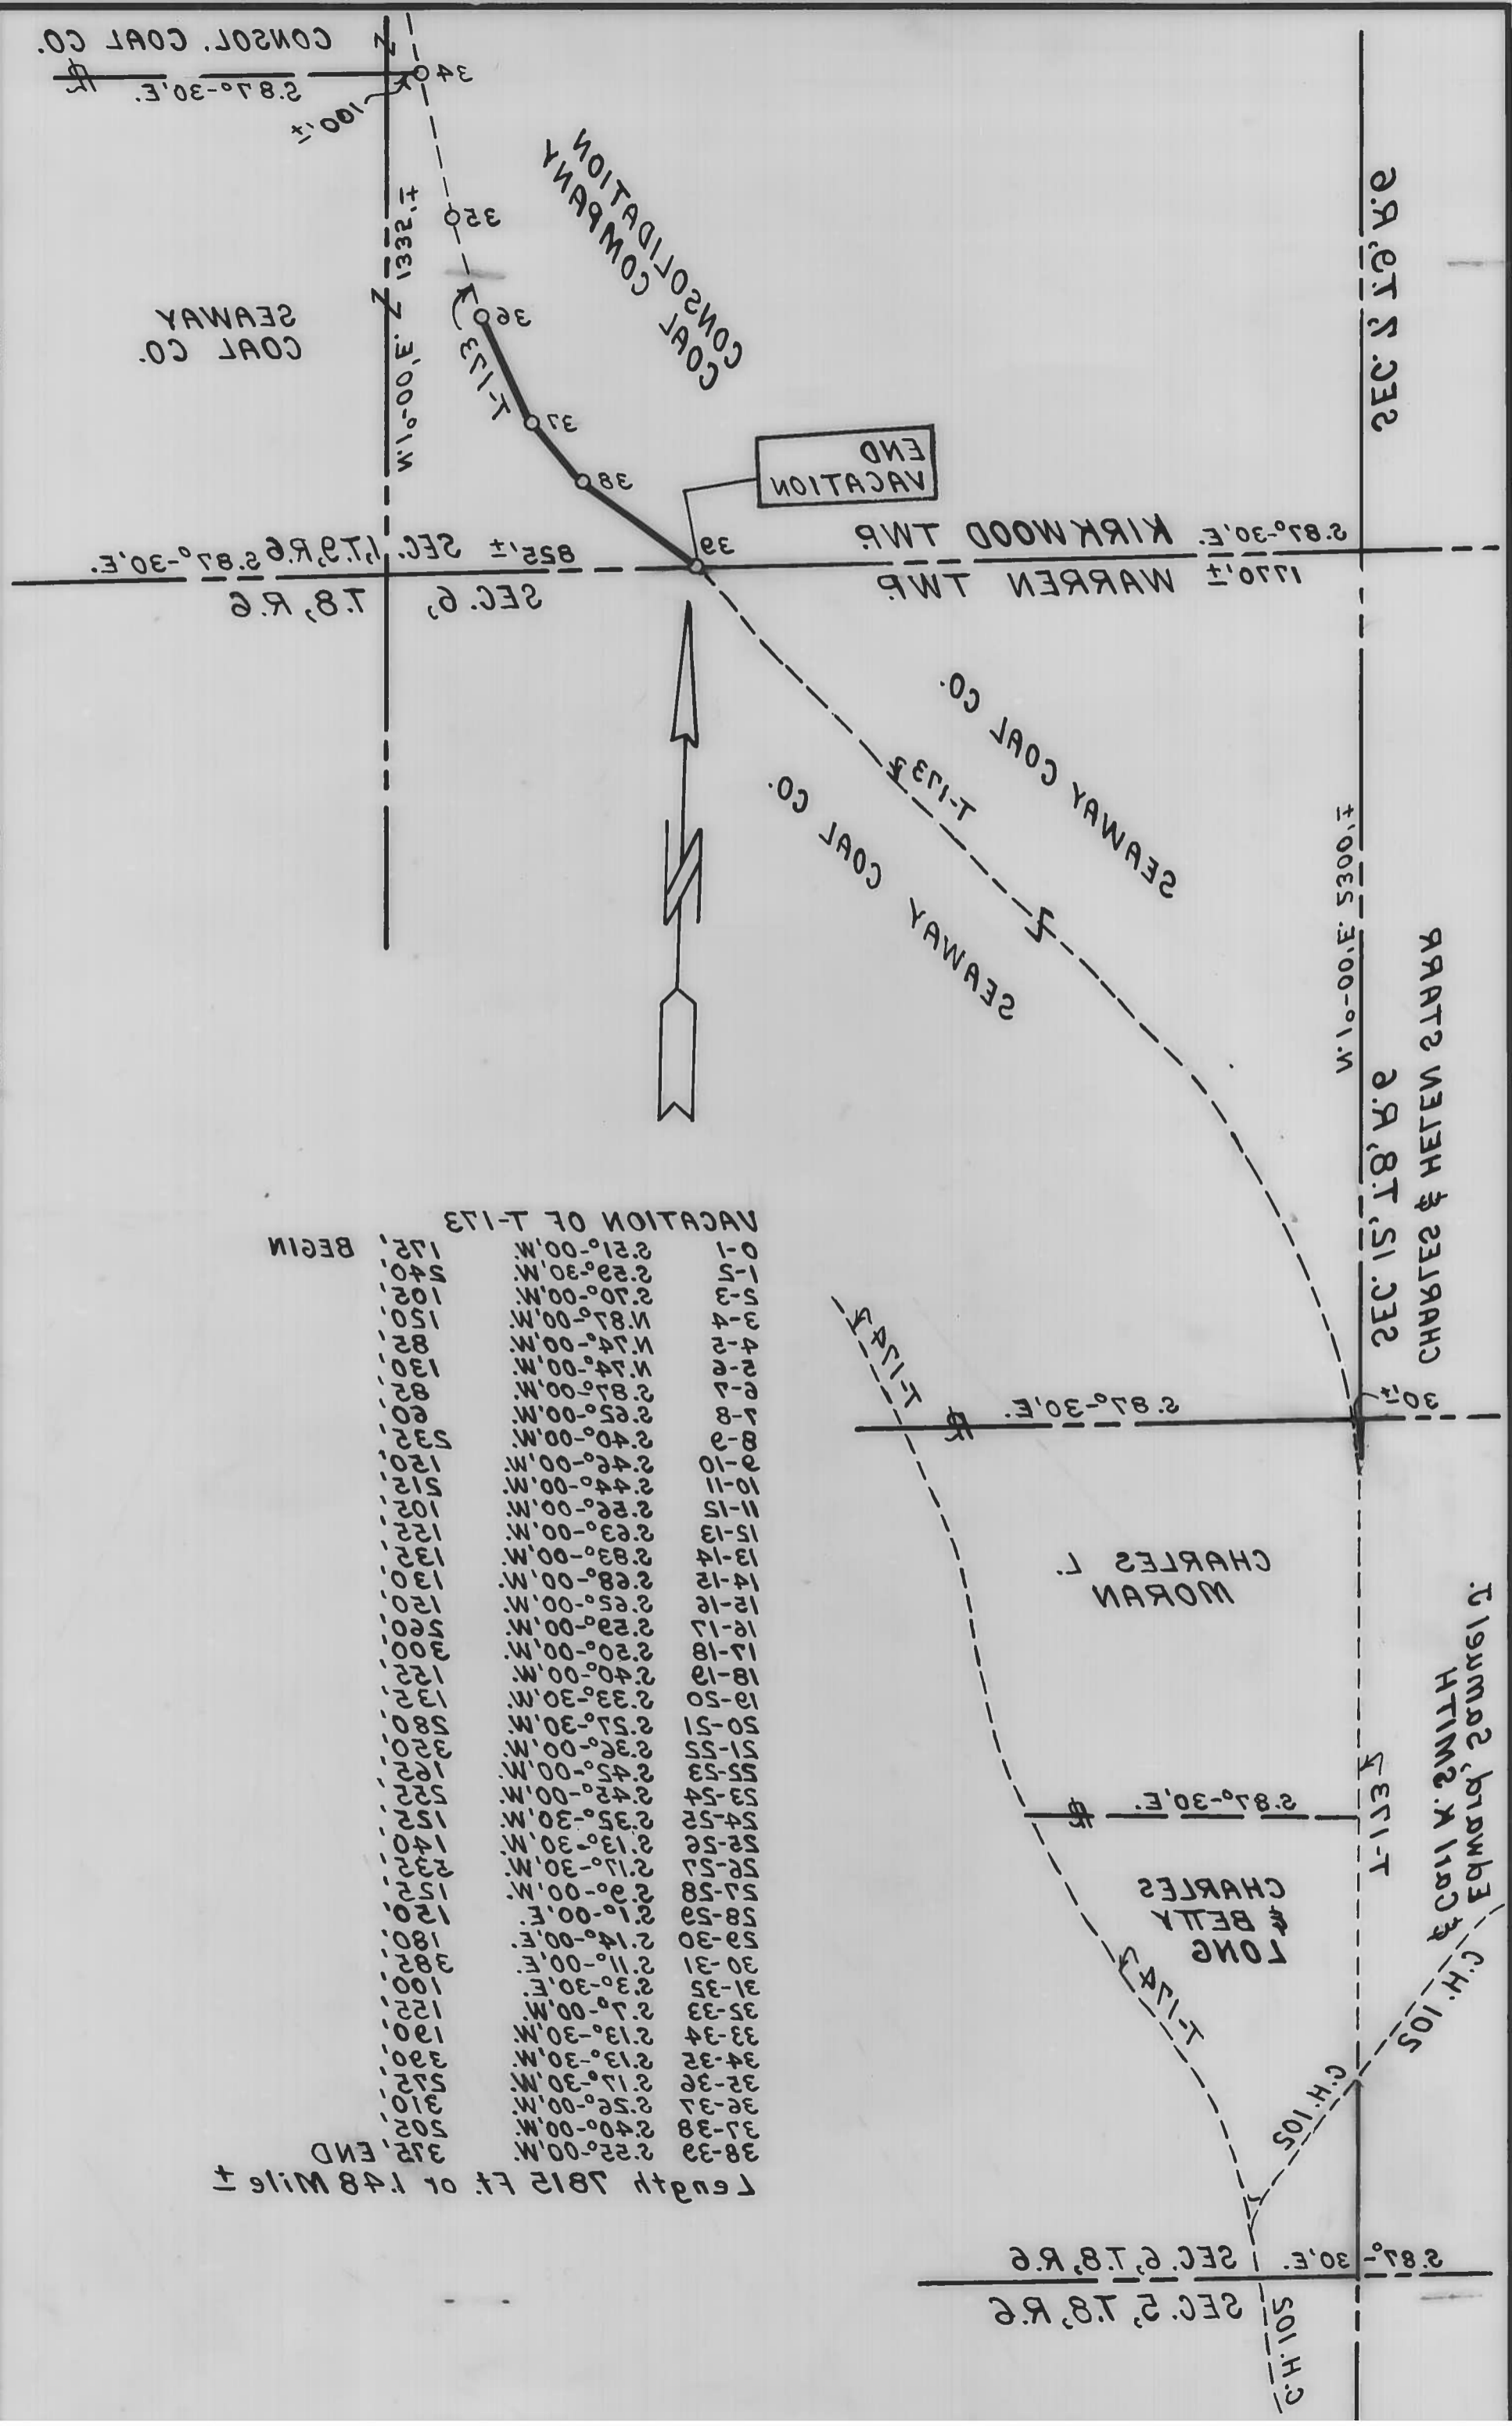 CONSOL. COAL CO.
S.87°-30'E.
100'±
34
35
36
37
38
39
T-173
N.1°-00'E. 1335'±
CONSOLIDATION
COAL COMPANY
SEAWAY
COAL CO.
SEC. 7, T.9, R.6
END
VACATION
S.87°-30'E. KIRKWOOD TWP.
1770'± WARREN TWP.
825'± SEC. 1, T.9, R.6 S.87°-30'E.
SEC. 6, T.8, R.6
SEAWAY COAL CO.
T-173
SEAWAY COAL CO.
N.1°-00'E. 2300'±
SEC. 12, T.8, R.6
CHARLES & HELEN STARR
30'±
S.87°-30'E.
T-174
CHARLES L.
MORAN
Edward, Samuel J.
& Carl K. SMITH
T-173
S.87°-30'E.
CHARLES
& BETTY
LONG
T-174
C.H. 102
C.H. 102
S.87°-30'E. SEC. 6, T.8, R.6
SEC. 5, T.8, R.6
C.H. 102
VACATION OF T-173
0-1 S.51°-00'W. 175' BEGIN
1-2 S.59°-30'W. 240'
2-3 S.70°-00'W. 105'
3-4 N.87°-00'W. 120'
4-5 N.74°-00'W. 85'
5-6 N.74°-00'W. 130'
6-7 S.87°-00'W. 85'
7-8 S.62°-00'W. 60'
8-9 S.40°-00'W. 235'
9-10 S.46°-00'W. 150'
10-11 S.44°-00'W. 215'
11-12 S.56°-00'W. 105'
12-13 S.63°-00'W. 155'
13-14 S.83°-00'W. 135'
14-15 S.68°-00'W. 130'
15-16 S.62°-00'W. 150'
16-17 S.59°-00'W. 260'
17-18 S.50°-00'W. 300'
18-19 S.40°-00'W. 155'
19-20 S.33°-30'W. 135'
20-21 S.27°-30'W. 280'
21-22 S.36°-00'W. 350'
22-23 S.42°-00'W. 165'
23-24 S.45°-00'W. 255'
24-25 S.32°-30'W. 125'
25-26 S.13°-30'W. 140'
26-27 S.17°-30'W. 535'
27-28 S.9°-00'W. 125'
28-29 S.1°-00'E. 150'
29-30 S.14°-00'E. 180'
30-31 S.11°-00'E. 385'
31-32 S.3°-30'E. 100'
32-33 S.7°-00'W. 155'
33-34 S.13°-30'W. 190'
34-35 S.13°-30'W. 390'
35-36 S.17°-30'W. 275'
36-37 S.26°-00'W. 310'
37-38 S.40°-00'W. 205'
38-39 S.55°-00'W. 375' END
Length 7815 Ft. or 1.48 Mile ±